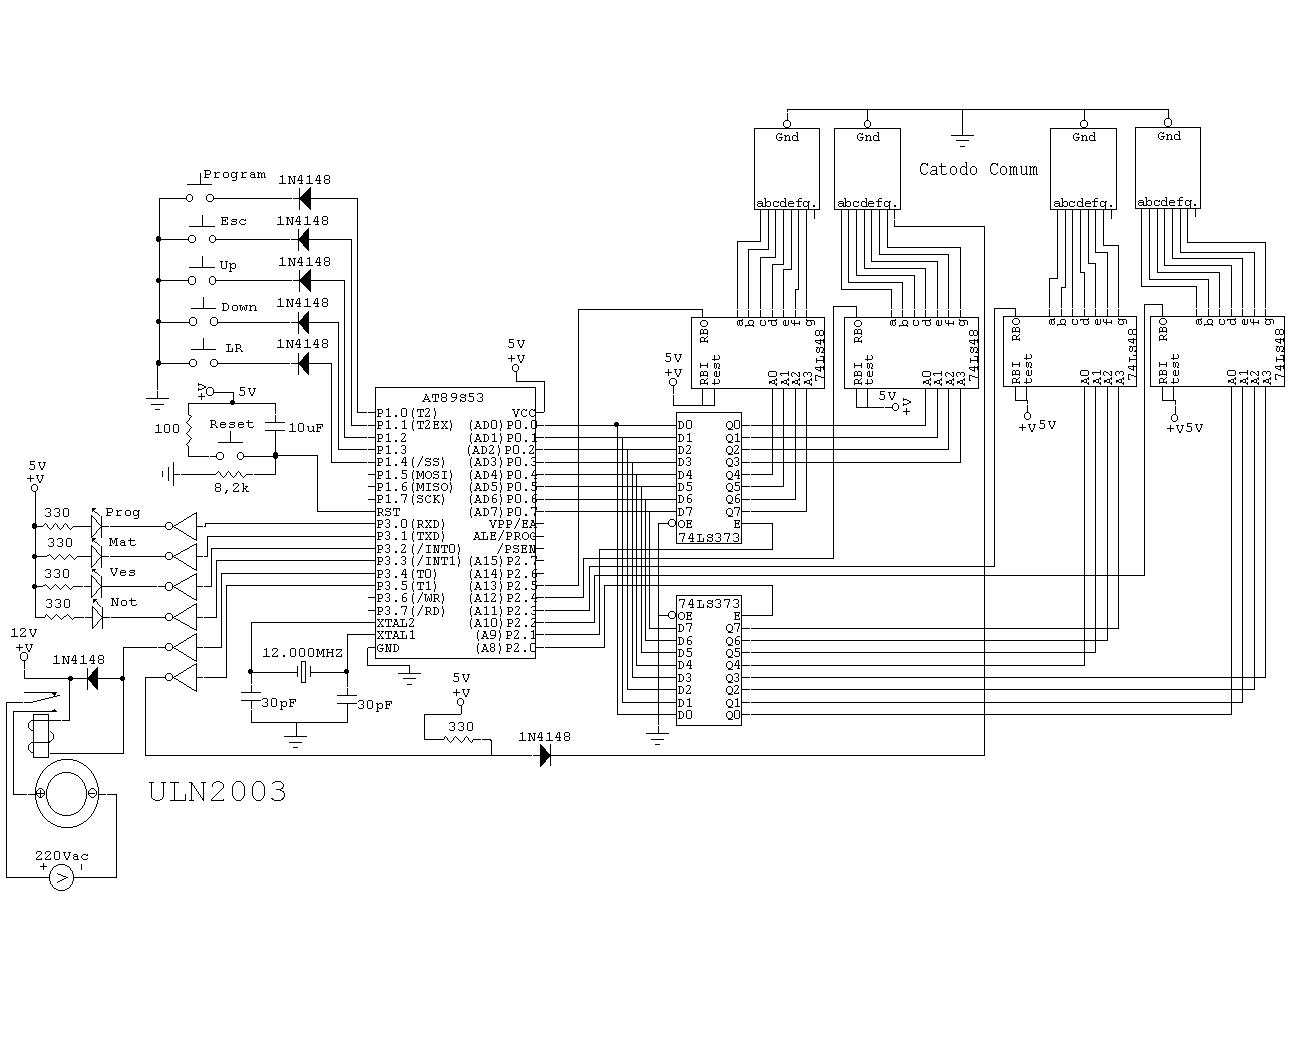 Gnd
Gnd
Gnd
Gnd
Catodo Comum
abcdefg.
abcdefg.
abcdefg.
abcdefg.
Program
1N4148
Esc
1N4148
Up
1N4148
Down
1N4148
LR
1N4148
+V
5V
100
Reset
10uF
8,2k
5V
+V
330
Prog
330
Mat
330
Ves
330
Not
12V
+V
1N4148
220Vac
+
-
ULN2003
12.000MHZ
30pF
30pF
5V
+V
330
1N4148
5V
+V
AT89S53
P1.0(T2)
P1.1(T2EX)
P1.2
P1.3
P1.4(/SS)
P1.5(MOSI)
P1.6(MISO)
P1.7(SCK)
RST
P3.0(RXD)
P3.1(TXD)
P3.2(/INT0)
P3.3(/INT1)
P3.4(T0)
P3.5(T1)
P3.6(/WR)
P3.7(/RD)
XTAL2
XTAL1
GND
VCC
(AD0)P0.0
(AD1)P0.1
(AD2)P0.2
(AD3)P0.3
(AD4)P0.4
(AD5)P0.5
(AD6)P0.6
(AD7)P0.7
VPP/EA
ALE/PROG
/PSEN
(A15)P2.7
(A14)P2.6
(A13)P2.5
(A12)P2.4
(A11)P2.3
(A10)P2.2
(A9)P2.1
(A8)P2.0
5V
+V
RBO
a b c d e f g
74LS48
RBI
test
A0 A1 A2 A3
RBO
a b c d e f g
74LS48
RBI
test
A0 A1 A2 A3
5V
+V
RBO
a b c d e f g
74LS48
RBI
test
A0 A1 A2 A3
+V5V
RBO
a b c d e f g
74LS48
RBI
test
A0 A1 A2 A3
+V5V
D0 Q0
D1 Q1
D2 Q2
D3 Q3
D4 Q4
D5 Q5
D6 Q6
D7 Q7
OE E
74LS373
74LS373
OE E
D7 Q7
D6 Q6
D5 Q5
D4 Q4
D3 Q3
D2 Q2
D1 Q1
D0 Q0